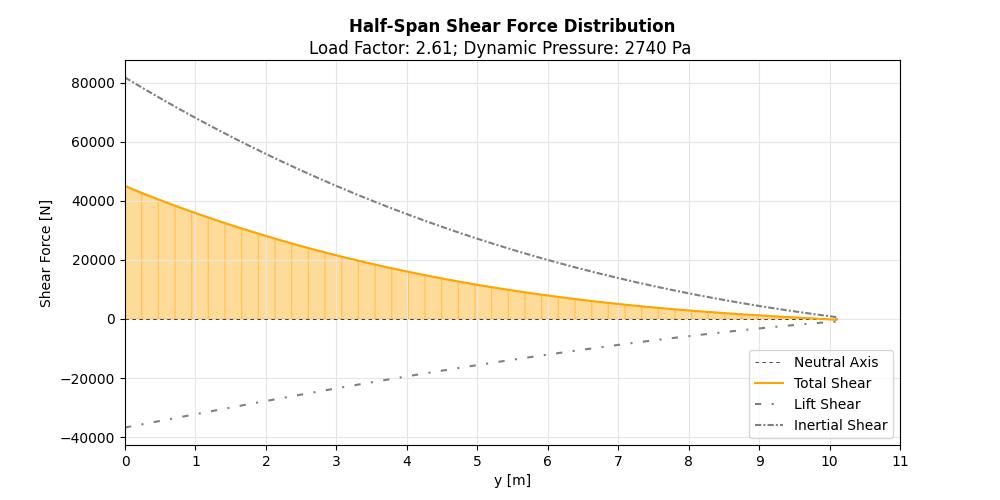 Half-Span Shear Force Distribution
Load Factor: 2.61; Dynamic Pressure: 2740 Pa
80000
60000
40000
20000
0
−20000
−40000
Shear Force [N]
Neutral Axis
Total Shear
Lift Shear
Inertial Shear
0 1 2 3 4 5 6 7 8 9 10 11
y [m]